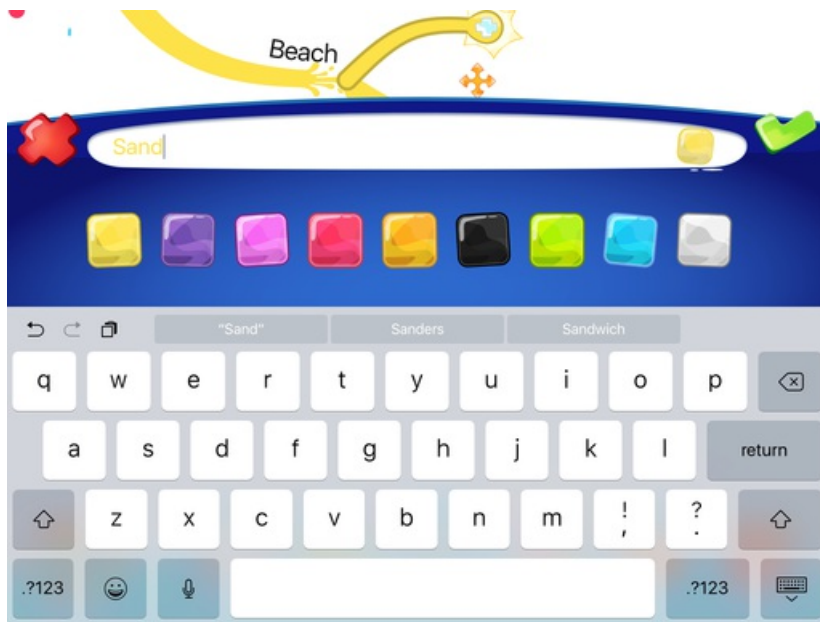 Beach
Sand
"Sand" Sanders Sandwich
q w e r t y u i o p
a s d f g h j k l return
z x c v b n m ! , ? .
.?123 .?123